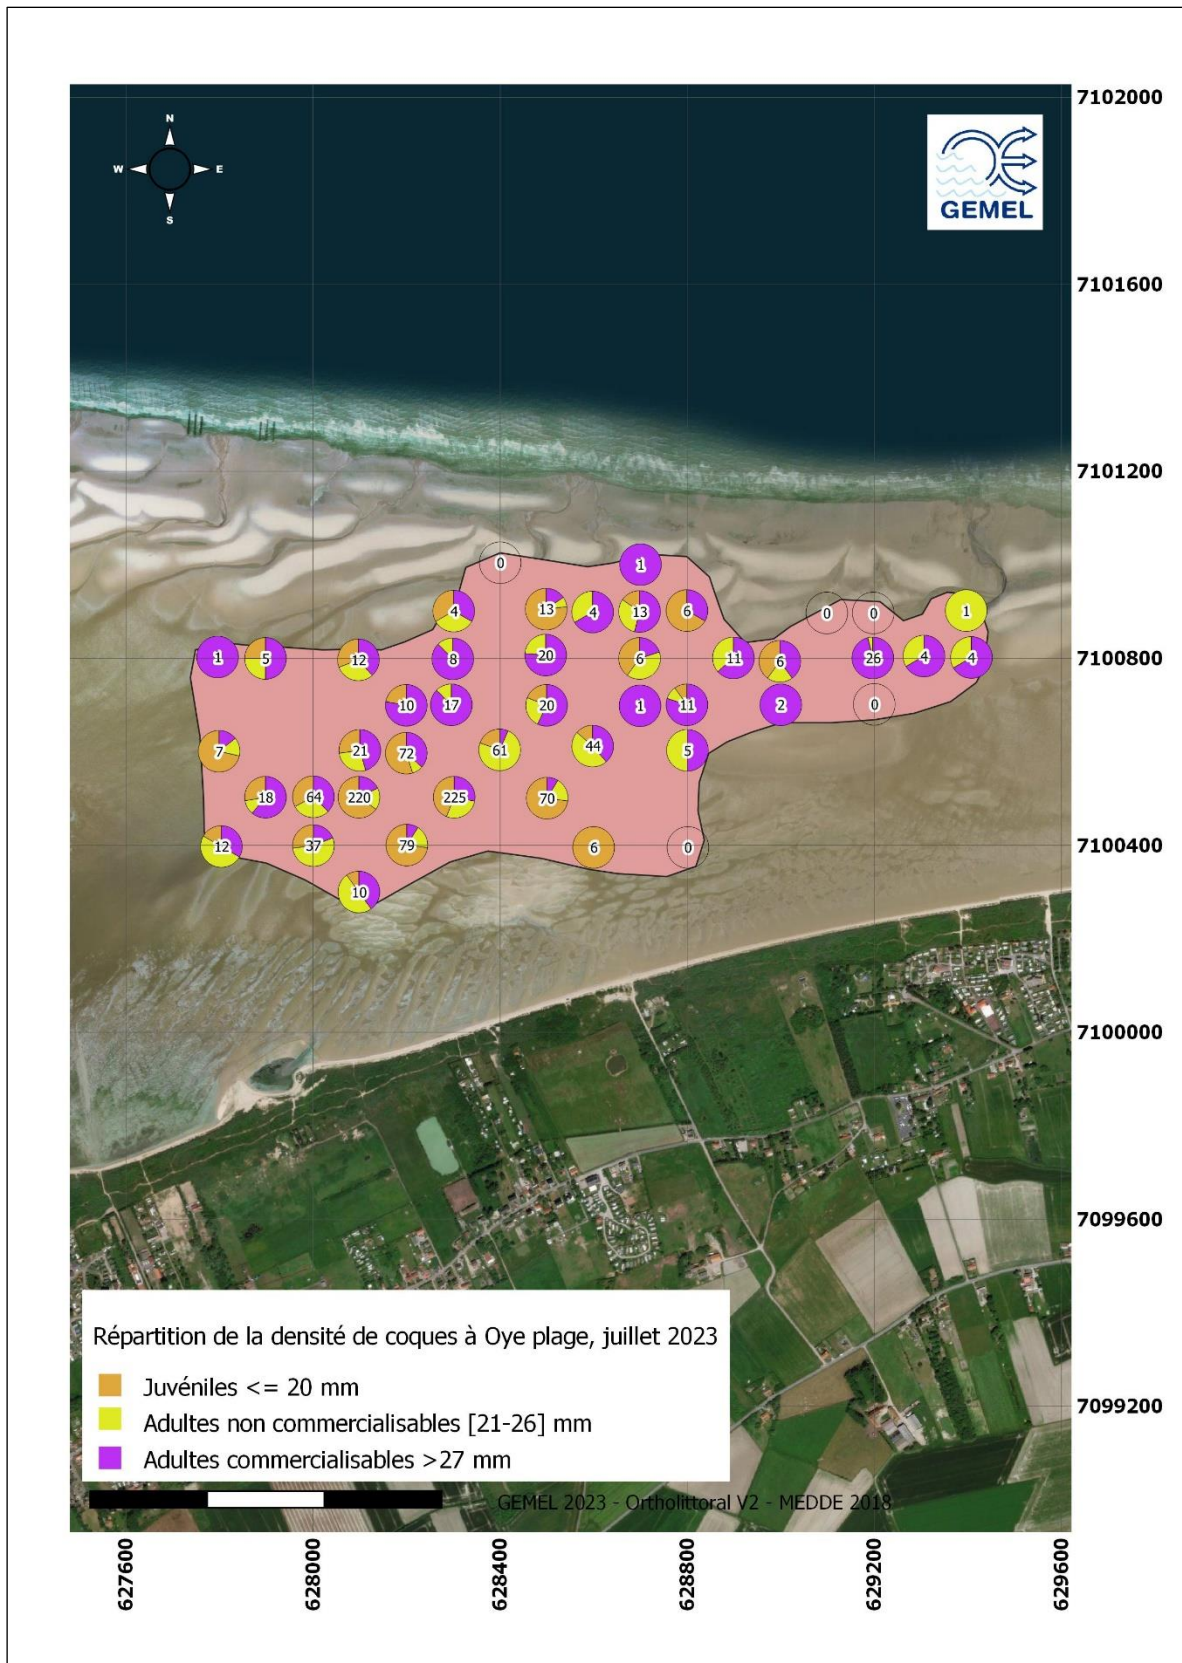 7102000
N
W E
S
GEMEL
7101600
7101200
0 1
4 13 4 13 6 0 0 1
1 5 12 8 20 6 11 6 26 4 4
7100800
10 17 20 1 11 2 0
7 21 72 61 44 5
18 64 220 225 70
12 37 79 6 0
7100400
10
7100000
7099600
Répartition de la densité de coques à Oye plage, juillet 2023
Juvéniles <= 20 mm
Adultes non commercialisables [21-26] mm
7099200
Adultes commercialisables >27 mm
GEMEL 2023 - Ortholittoral V2 - MEDDE 2018
627600 628000 628400 628800 629200 629600